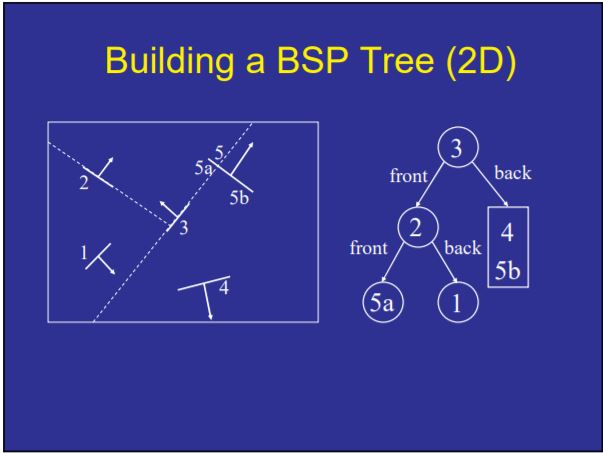 Building a BSP Tree (2D)
5
5a
5b
2
3
1
4
3
front
back
2
4
5b
front
back
5a
1